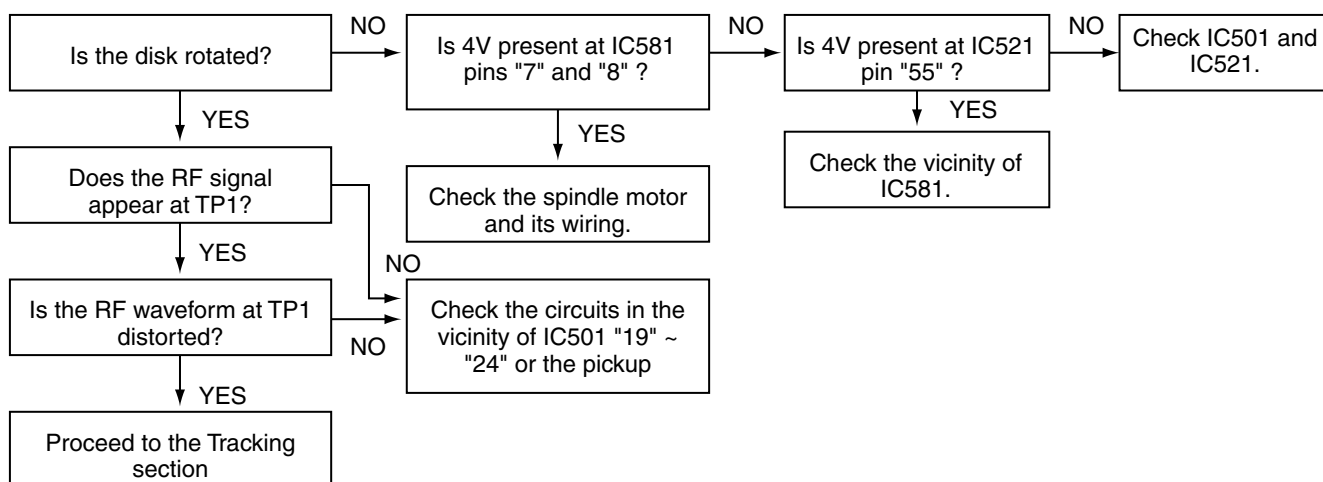 Is the disk rotated?
NO
Is 4V present at IC581
pins "7" and "8" ?
NO
Is 4V present at IC521
pin "55" ?
NO
Check IC501 and
IC521.
YES
YES
YES
Does the RF signal
appear at TP1?
Check the spindle motor
and its wiring.
Check the vicinity of
IC581.
YES
NO
Is the RF waveform at TP1
distorted?
NO
Check the circuits in the
vicinity of IC501 "19" ~
"24" or the pickup
YES
Proceed to the Tracking
section